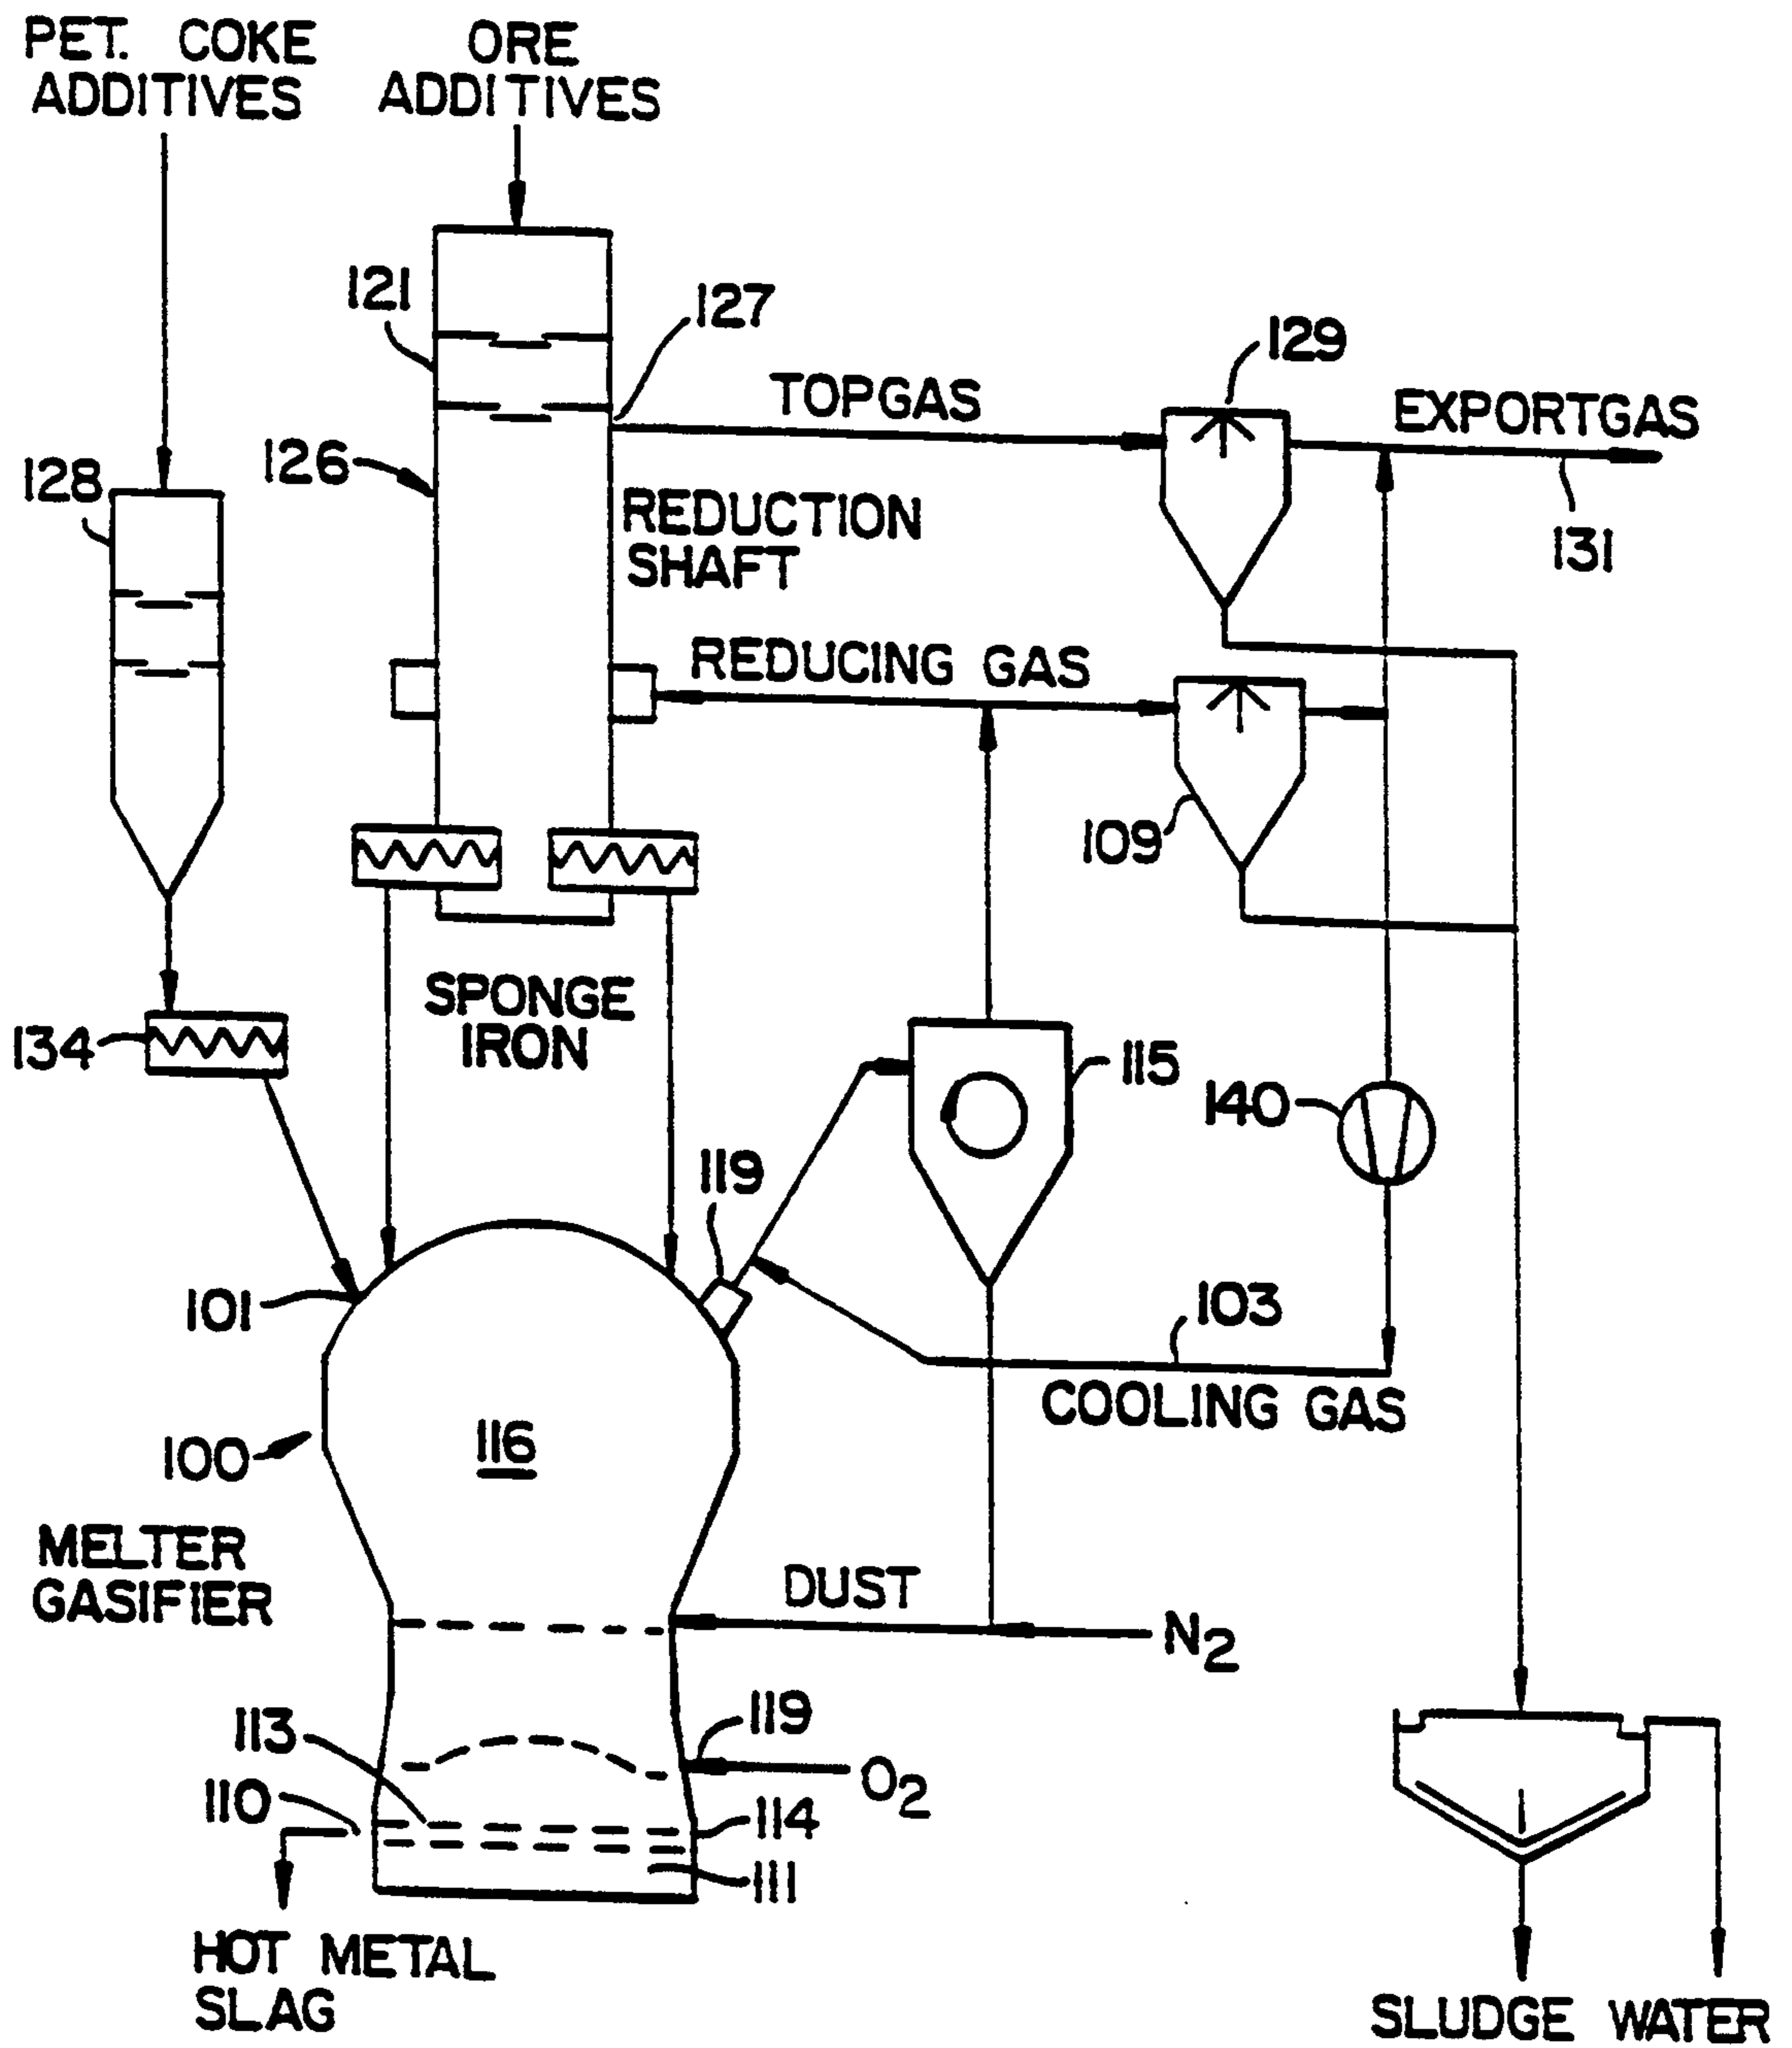 PET. COKE
ADDITIVES
ORE
ADDITIVES
121
127
129
TOPGAS
EXPORTGAS
126
128
REDUCTION
SHAFT
131
REDUCING GAS
109
SPONGE
IRON
134
115
140
119
101
103
COOLING GAS
100
116
MELTER
GASIFIER
DUST
N2
113
119
O2
110
114
111
HOT METAL
SLAG
SLUDGE WATER